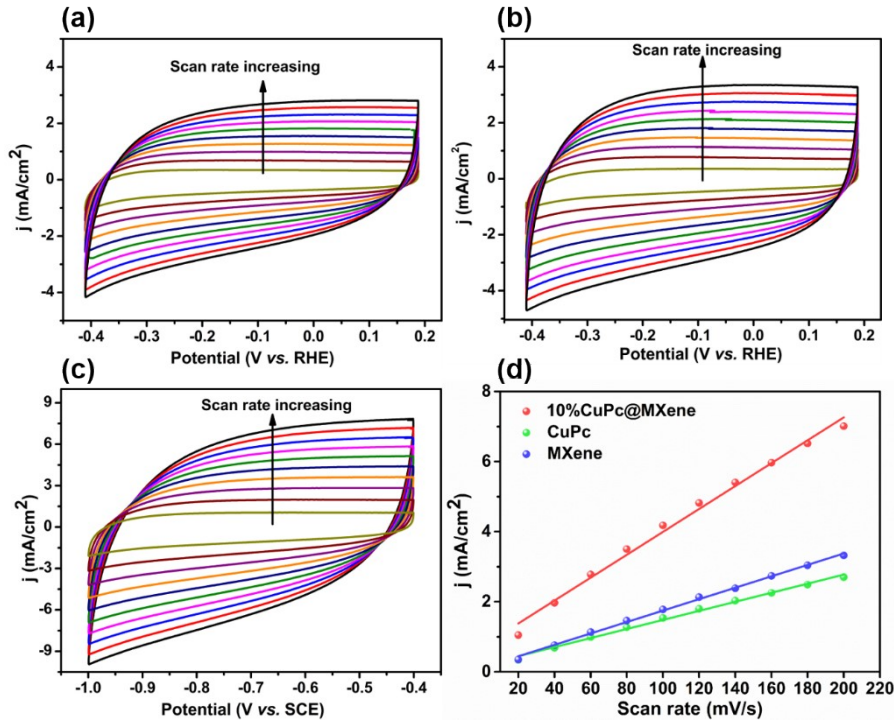 (a)
Scan rate increasing
j (mA/cm²)
4
2
0
-2
-4
-0.4 -0.3 -0.2 -0.1 0.0 0.1 0.2
Potential (V vs. RHE)
(b)
Scan rate increasing
j (mA/cm²)
4
2
0
-2
-4
-0.4 -0.3 -0.2 -0.1 0.0 0.1 0.2
Potential (V vs. RHE)
(c)
Scan rate increasing
j (mA/cm²)
9
6
3
0
-3
-6
-9
-1.0 -0.9 -0.8 -0.7 -0.6 -0.5 -0.4
Potential (V vs. SCE)
(d)
10%CuPc@MXene
CuPc
MXene
j (mA/cm²)
8
6
4
2
0
20 40 60 80 100 120 140 160 180 200 220
Scan rate (mV/s)